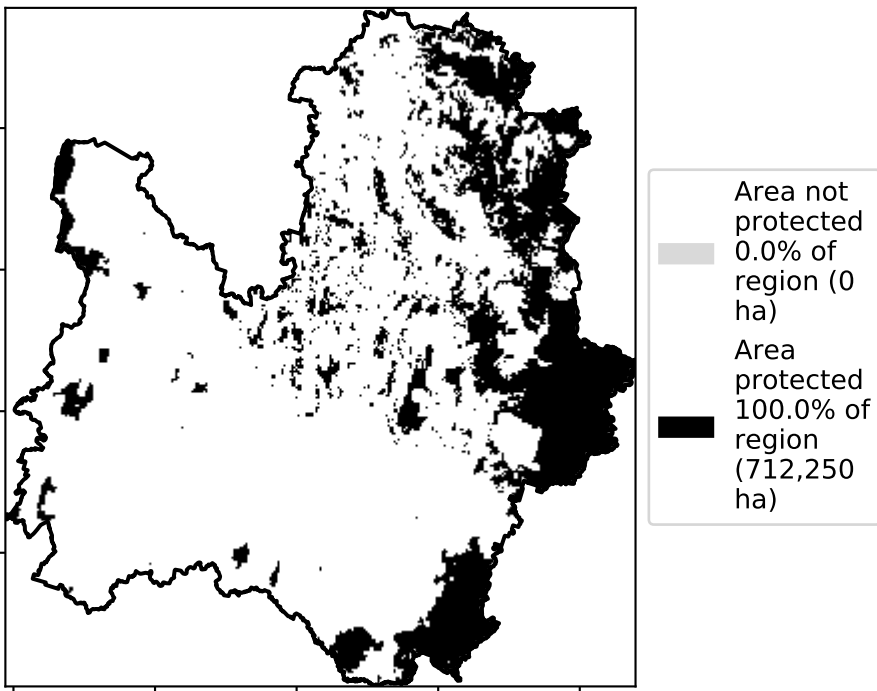 Area not
protected
0.0% of
region (0
ha)
Area
protected
100.0% of
region
(712,250
ha)